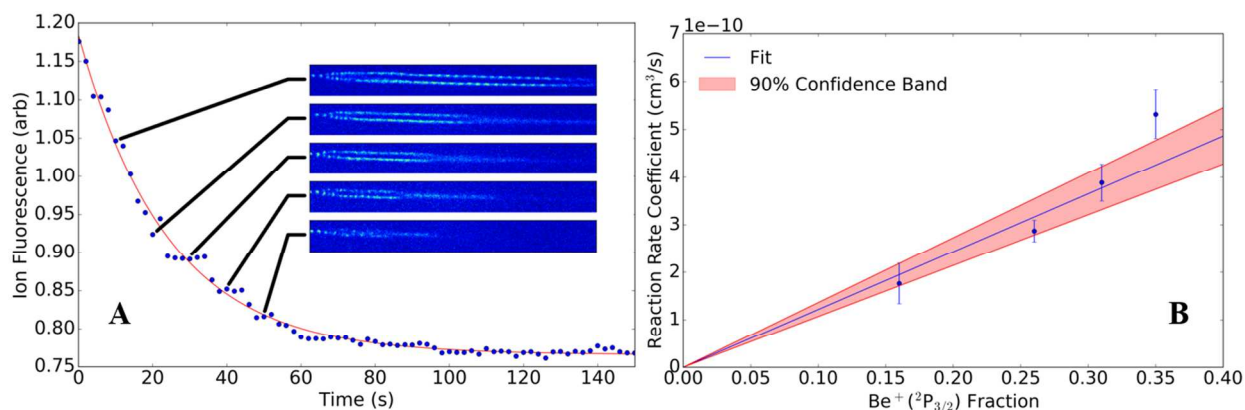 1.20
1.15
1.10
1.05
1.00
0.95
0.90
0.85
0.80
0.75
Ion Fluorescence (arb)
A
0 20 40 60 80 100 120 140
Time (s)
7 1e−10
6
5
4
3
2
1
0
Reaction Rate Coefficient (cm³/s)
Fit
90% Confidence Band
B
0.00 0.05 0.10 0.15 0.20 0.25 0.30 0.35 0.40
Be⁺(²P₃/₂) Fraction